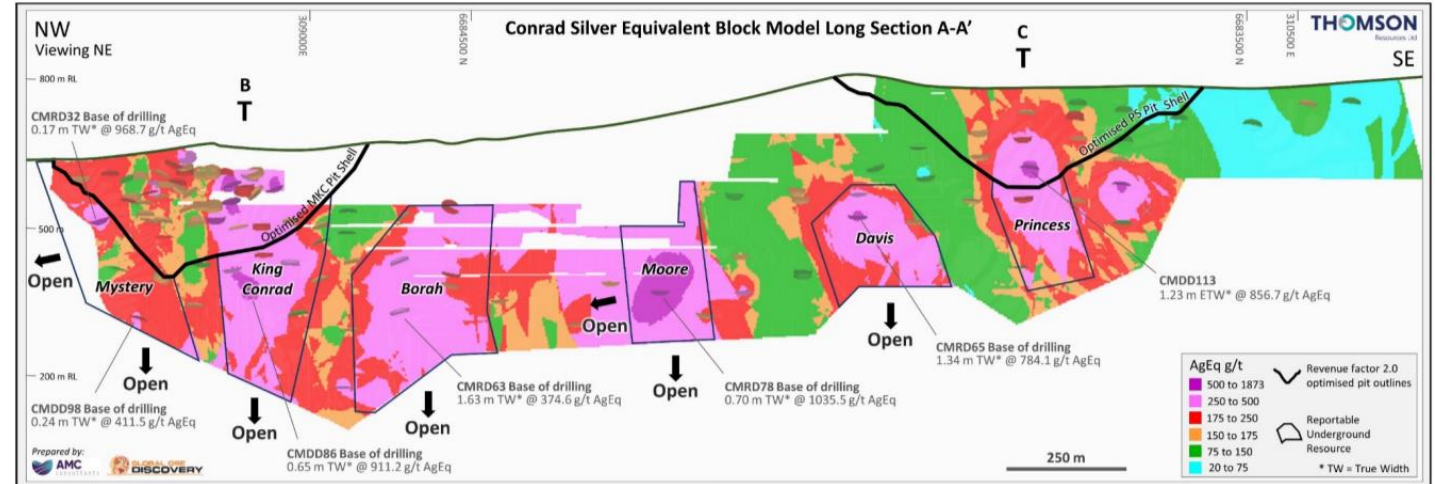 NW
Viewing NE
309000E
6684500 N
Conrad Silver Equivalent Block Model Long Section A-A’
C
T
6683500 N
310500 E
THOMSON
Resources Ltd
SE
800 m RL
B
T
CMRD32 Base of drilling
0.17 m TW* @ 968.7 g/t AgEq
Optimised MKC Pit Shell
Optimised PS Pit Shell
500 m
Open
Mystery
King
Conrad
Borah
Moore
Open
Davis
Princess
CMDD113
1.23 m ETW* @ 856.7 g/t AgEq
200 m RL
Open
Open
Open
Open
Open
CMRD65 Base of drilling
1.34 m TW* @ 784.1 g/t AgEq
CMRD63 Base of drilling
1.63 m TW* @ 374.6 g/t AgEq
CMRD78 Base of drilling
0.70 m TW* @ 1035.5 g/t AgEq
CMDD98 Base of drilling
0.24 m TW* @ 411.5 g/t AgEq
CMDD86 Base of drilling
0.65 m TW* @ 911.2 g/t AgEq
Prepared by:
AMC
consultants
GLOBAL ORE
DISCOVERY
250 m
AgEq g/t
500 to 1873
250 to 500
175 to 250
150 to 175
75 to 150
20 to 75
Revenue factor 2.0
optimised pit outlines
Reportable
Underground
Resource
* TW = True Width